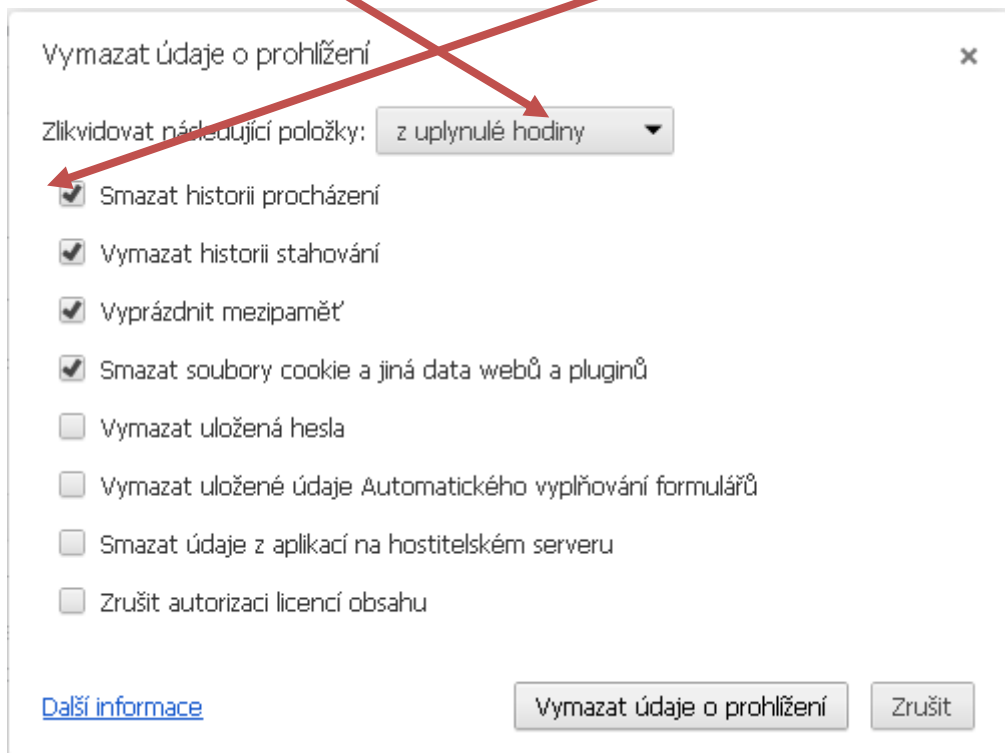 Vymazat údaje o prohlížení
Zlikvidovat následující položky: z uplynulé hodiny
Smazat historii procházení
Vymazat historii stahování
Vyprázdnit mezipaměť
Smazat soubory cookie a jiná data webů a pluginů
Vymazat uložená hesla
Vymazat uložené údaje Automatického vyplňování formulářů
Smazat údaje z aplikací na hostitelském serveru
Zrušit autorizaci licencí obsahu
Další informace Vymazat údaje o prohlížení Zrušit